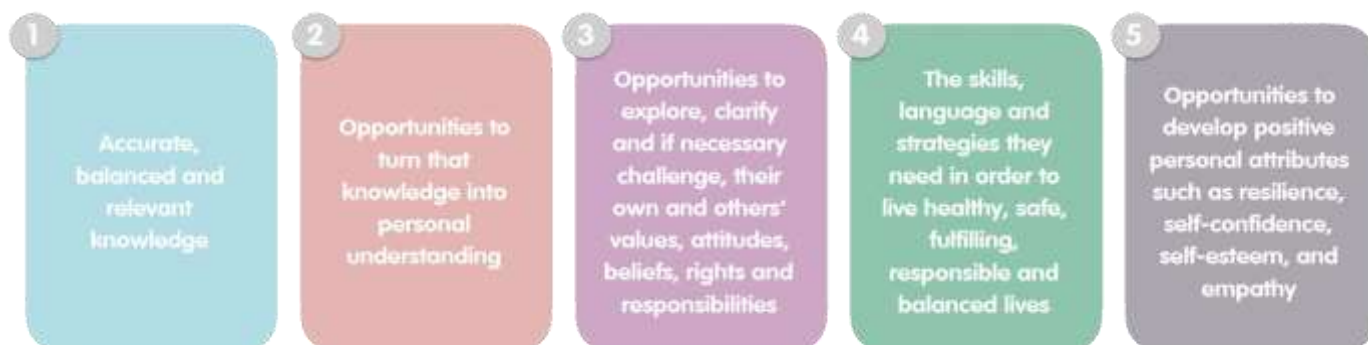 1
Accurate,
balanced and
relevant
knowledge
2
Opportunities to
turn that
knowledge into
personal
understanding
3
Opportunities to
explore, clarify
and if necessary
challenge, their
own and others'
values, attitudes,
beliefs, rights and
responsibilities
4
The skills,
language and
strategies they
need in order to
live healthy, safe,
fulfilling,
responsible and
balanced lives
5
Opportunities to
develop positive
personal attributes
such as resilience,
self-confidence,
self-esteem, and
empathy